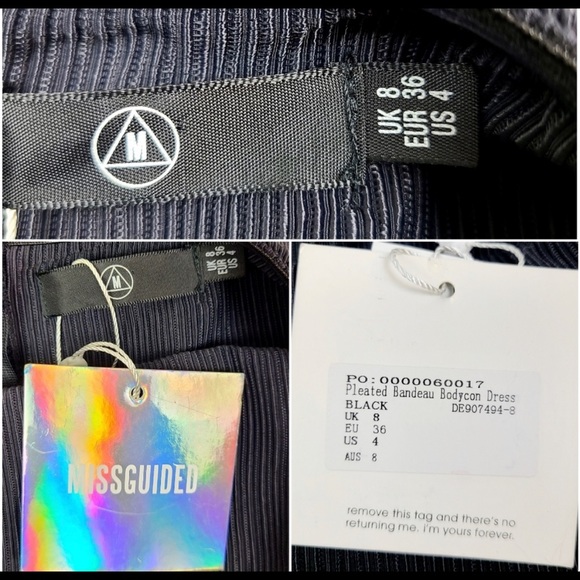 M
UK 8
EUR 36
US 4
M
UK 8
EUR 36
US 4
MISSGUIDED
PO:0000060017
Pleated Bandeau Bodycon Dress
BLACK DE907494-8
UK 8
EU 36
US 4
AUS 8
remove this tag and there's no
returning me. i'm yours forever.